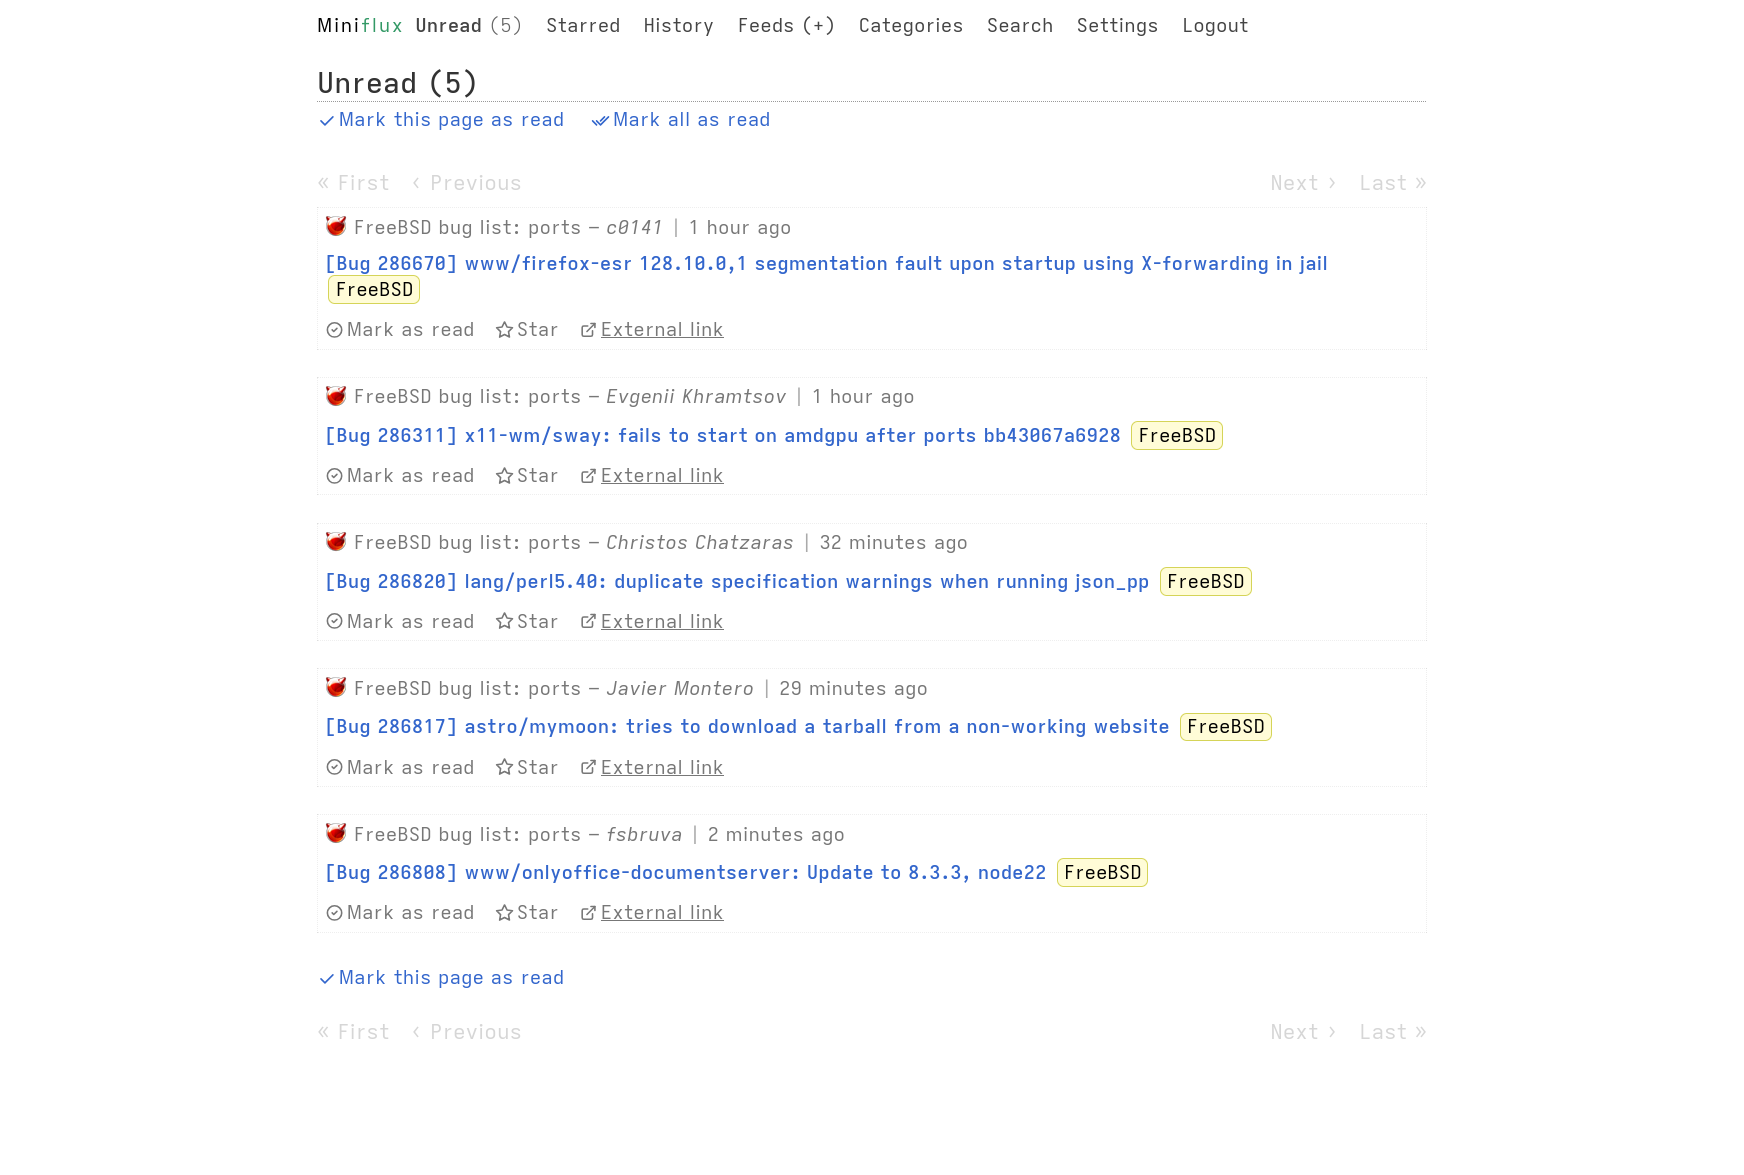 Miniflux Unread (5) Starred History Feeds (+) Categories Search Settings Logout
Unread (5)
Mark this page as read Mark all as read
« First ‹ Previous Next › Last »
FreeBSD bug list: ports – c0141 | 1 hour ago
[Bug 286670] www/firefox-esr 128.10.0,1 segmentation fault upon startup using X-forwarding in jail
FreeBSD
Mark as read Star External link
FreeBSD bug list: ports – Evgenii Khramtsov | 1 hour ago
[Bug 286311] x11-wm/sway: fails to start on amdgpu after ports bb43067a6928 FreeBSD
Mark as read Star External link
FreeBSD bug list: ports – Christos Chatzaras | 32 minutes ago
[Bug 286820] lang/perl5.40: duplicate specification warnings when running json_pp FreeBSD
Mark as read Star External link
FreeBSD bug list: ports – Javier Montero | 29 minutes ago
[Bug 286817] astro/mymoon: tries to download a tarball from a non-working website FreeBSD
Mark as read Star External link
FreeBSD bug list: ports – fsbruva | 2 minutes ago
[Bug 286808] www/onlyoffice-documentserver: Update to 8.3.3, node22 FreeBSD
Mark as read Star External link
Mark this page as read
« First ‹ Previous Next › Last »